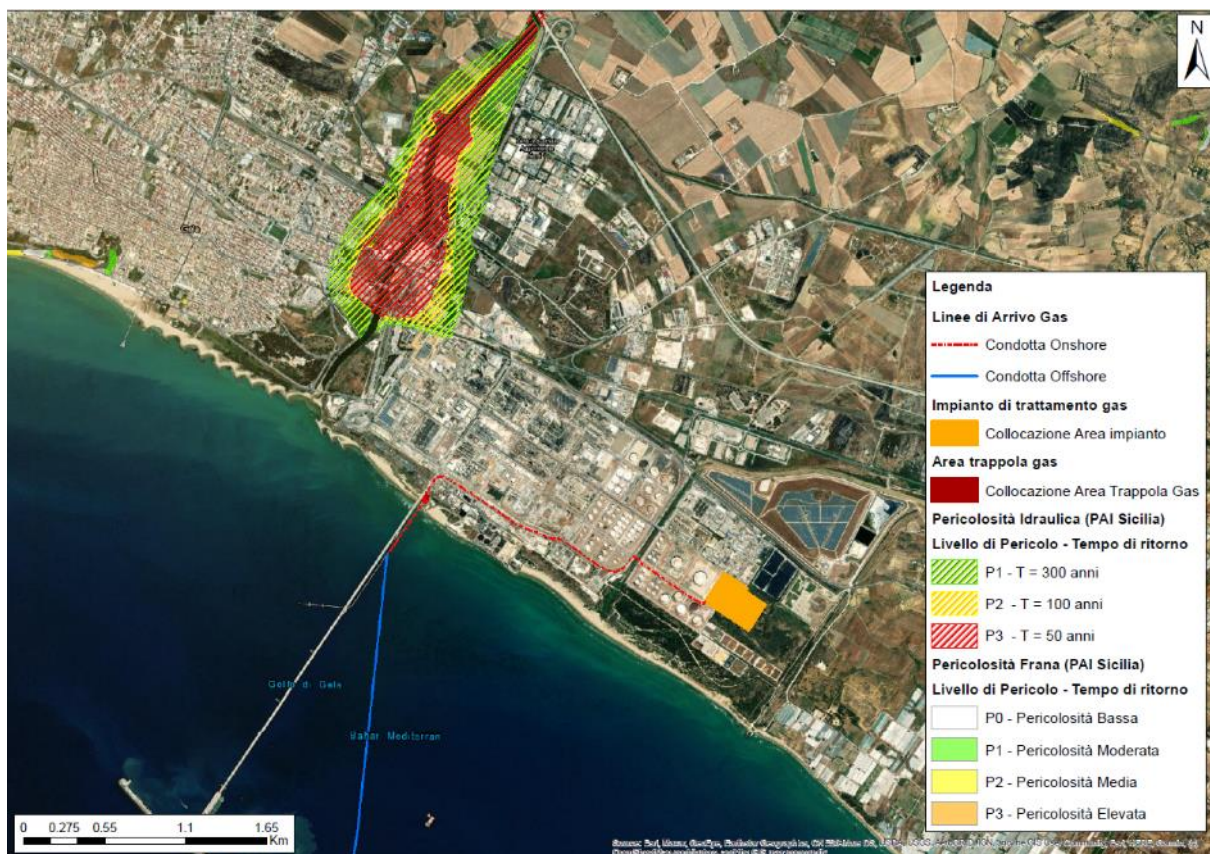 N
Gela
Golfo di Gela
Bahar Mediterran
Legenda
Linee di Arrivo Gas
Condotta Onshore
Condotta Offshore
Impianto di trattamento gas
Collocazione Area impianto
Area trappola gas
Collocazione Area Trappola Gas
Pericolosità Idraulica (PAI Sicilia)
Livello di Pericolo - Tempo di ritorno
P1 - T = 300 anni
P2 - T = 100 anni
P3 - T = 50 anni
Pericolosità Frana (PAI Sicilia)
Livello di Pericolo - Tempo di ritorno
P0 - Pericolosità Bassa
P1 - Pericolosità Moderata
P2 - Pericolosità Media
P3 - Pericolosità Elevata
0 0.275 0.55 1.1 1.65
Km